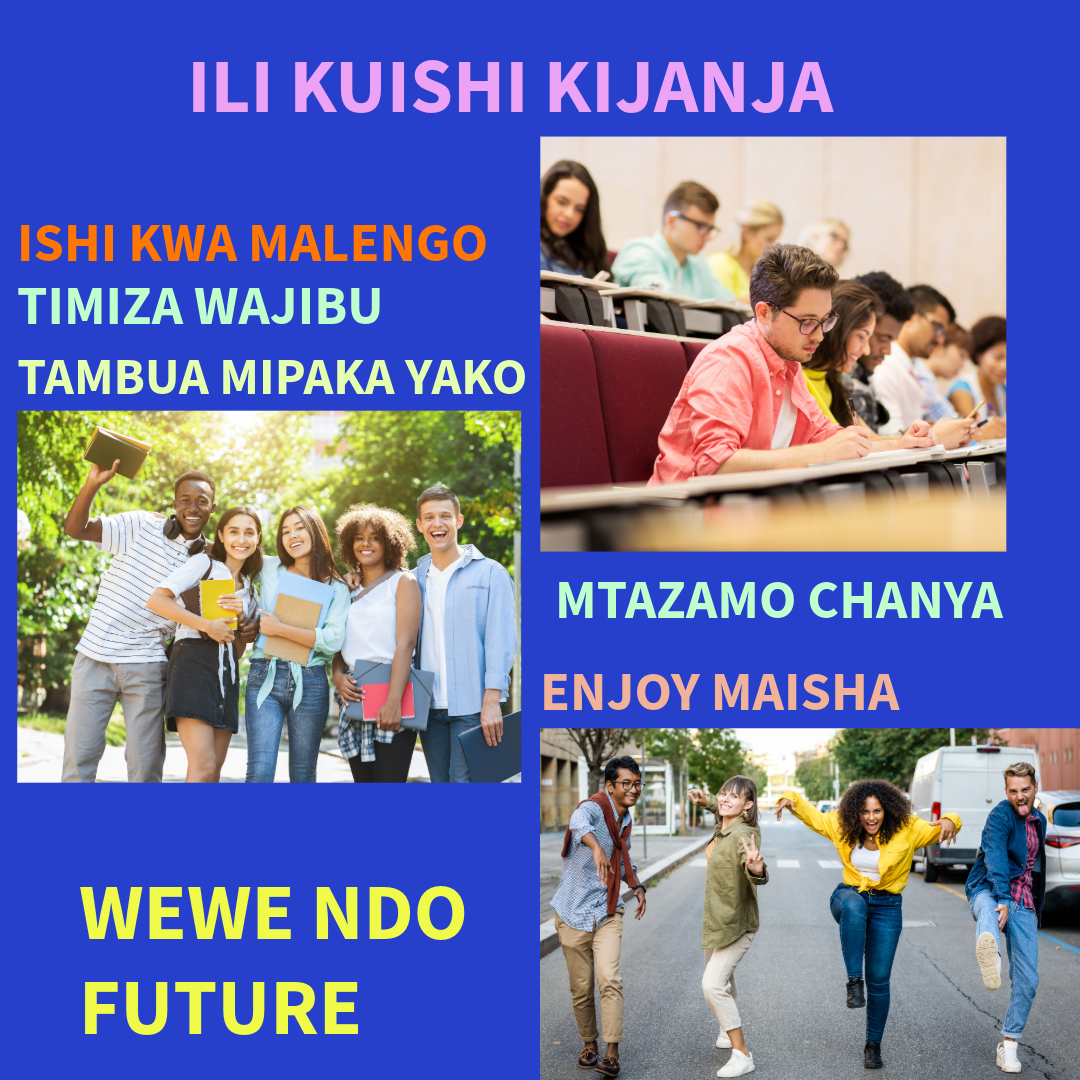 ILI KUISHI KIJANJA
ISHI KWA MALENGO
TIMIZA WAJIBU
TAMBUA MIPAKA YAKO
MTAZAMO CHANYA
ENJOY MAISHA
WEWE NDO
FUTURE